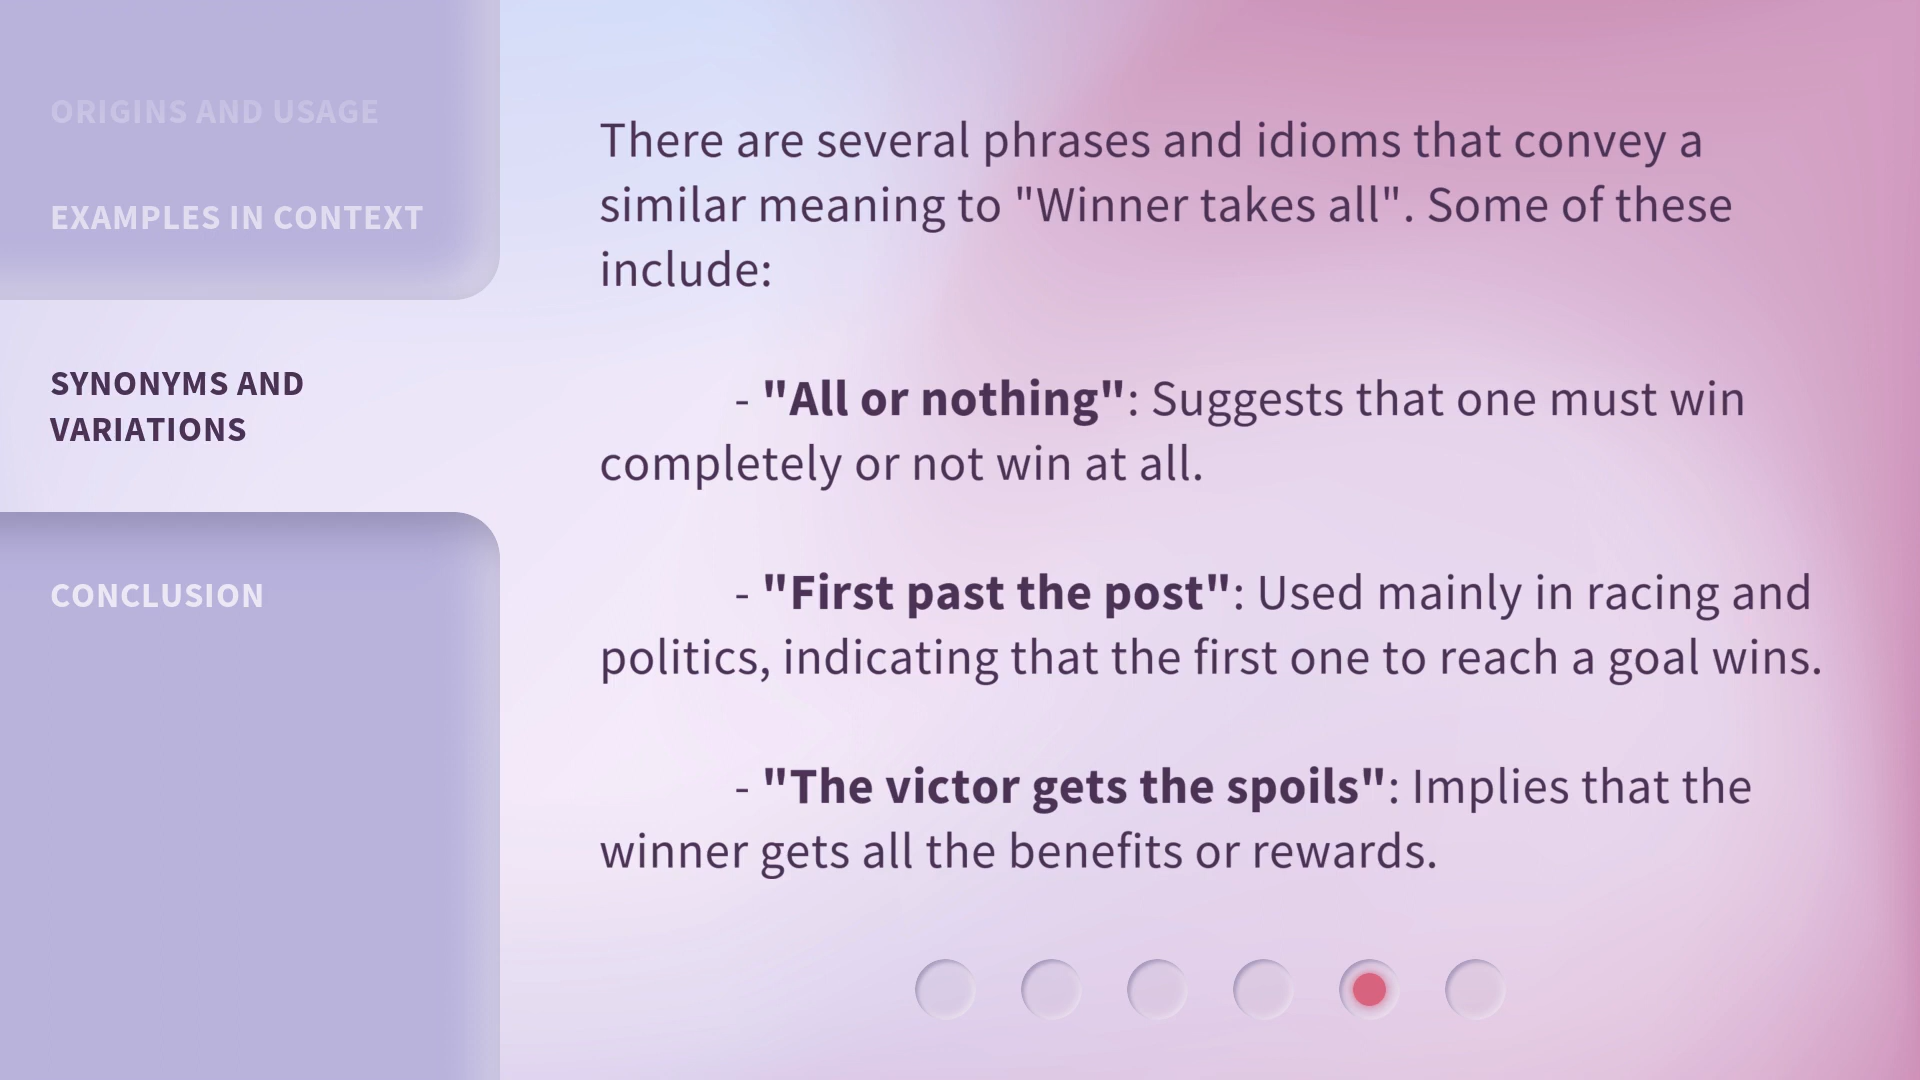 ORIGINS AND USAGE
EXAMPLES IN CONTEXT
SYNONYMS AND
VARIATIONS
CONCLUSION
There are several phrases and idioms that convey a
similar meaning to "Winner takes all". Some of these
include:
- "All or nothing": Suggests that one must win
completely or not win at all.
- "First past the post": Used mainly in racing and
politics, indicating that the first one to reach a goal wins.
- "The victor gets the spoils": Implies that the
winner gets all the benefits or rewards.